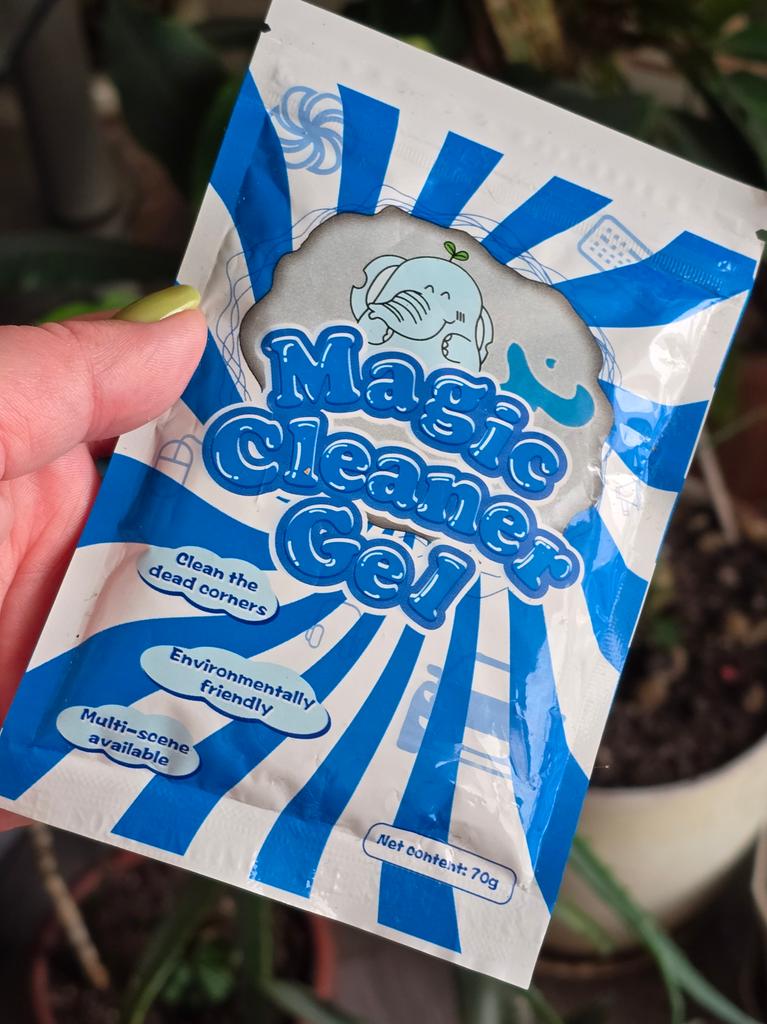 Magic
Cleaner
Gel
Clean the
dead corners
Environmentally
friendly
Multi-scene
available
Net content: 70g